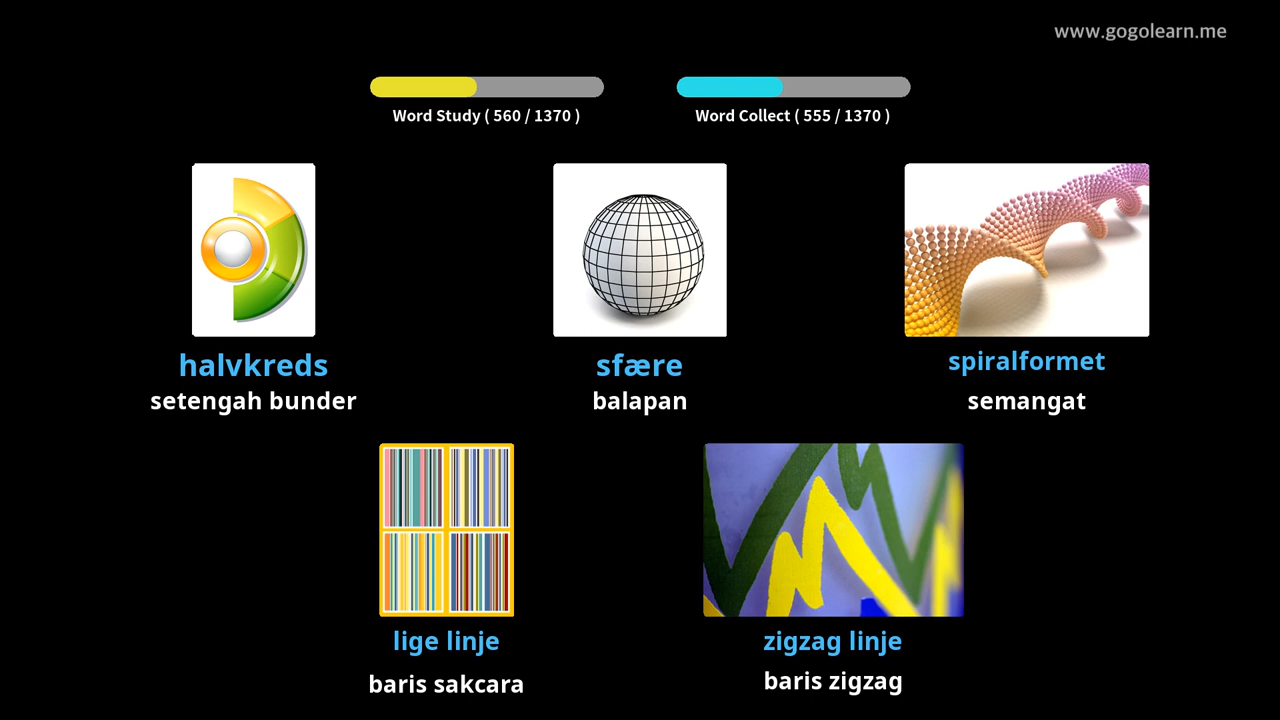 www.gogolearn.me
Word Study ( 560 / 1370 )
Word Collect ( 555 / 1370 )
halvkreds
setengah bunder
sfære
balapan
spiralformet
semangat
lige linje
baris sakcara
zigzag linje
baris zigzag